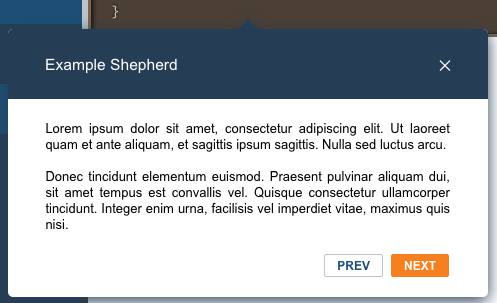 }
Example Shepherd
Lorem ipsum dolor sit amet, consectetur adipiscing elit. Ut laoreet
quam et ante aliquam, et sagittis ipsum sagittis. Nulla sed luctus arcu.
Donec tincidunt elementum euismod. Praesent pulvinar aliquam dui,
sit amet tempus est convallis vel. Quisque consectetur ullamcorper
tincidunt. Integer enim urna, facilisis vel imperdiet vitae, maximus quis
nisi.
PREV NEXT